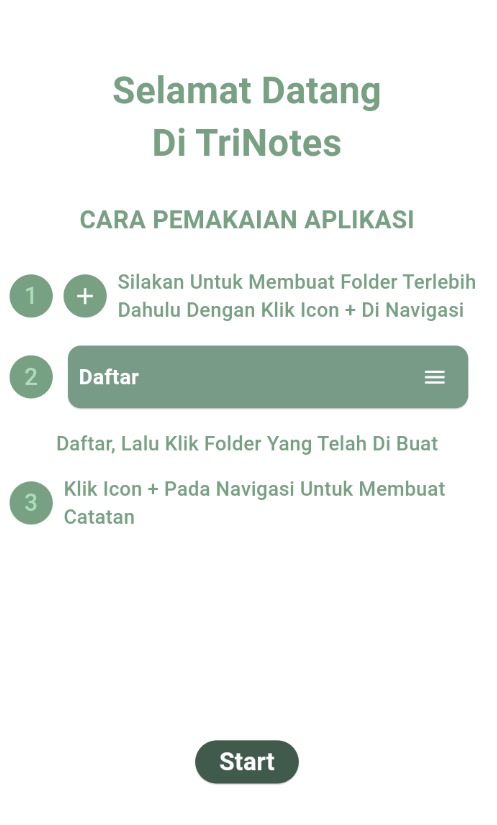 Selamat Datang
Di TriNotes
CARA PEMAKAIAN APLIKASI
1 + Silakan Untuk Membuat Folder Terlebih
Dahulu Dengan Klik Icon + Di Navigasi
2 Daftar
Daftar, Lalu Klik Folder Yang Telah Di Buat
3 Klik Icon + Pada Navigasi Untuk Membuat
Catatan
Start